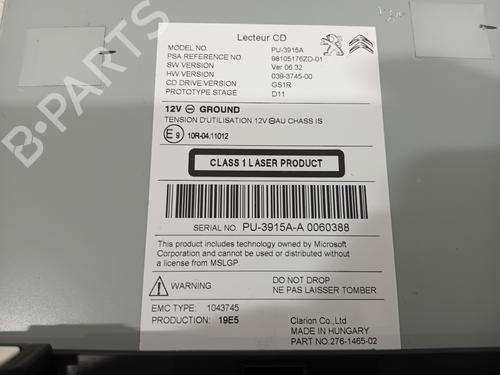 Lecteur CD
MODEL NO. PU-3915A
PSA REFERENCE NO. 98105176ZD-01
SW VERSION Ver 06.32
HW VERSION 039-3745-00
CD DRIVE VERSION GS1R
PROTOTYPE STAGE D11
12V ⊖ GROUND
TENSION D'UTILISATION 12V ⊖AU CHASS IS
E9 10R-04.11012
CLASS 1 LASER PRODUCT
SERIAL NO. PU-3915A-A 0060388
This product includes technology owned by Microsoft
Corporation and cannot be used or distributed without
a license from MSLGP.
WARNING
DO NOT DROP
NE PAS LAISSER TOMBER
EMC TYPE: 1043745
PRODUCTION: 19E5
Clarion Co.,Ltd
MADE IN HUNGARY
PART NO.276-1465-02
B-PARTS